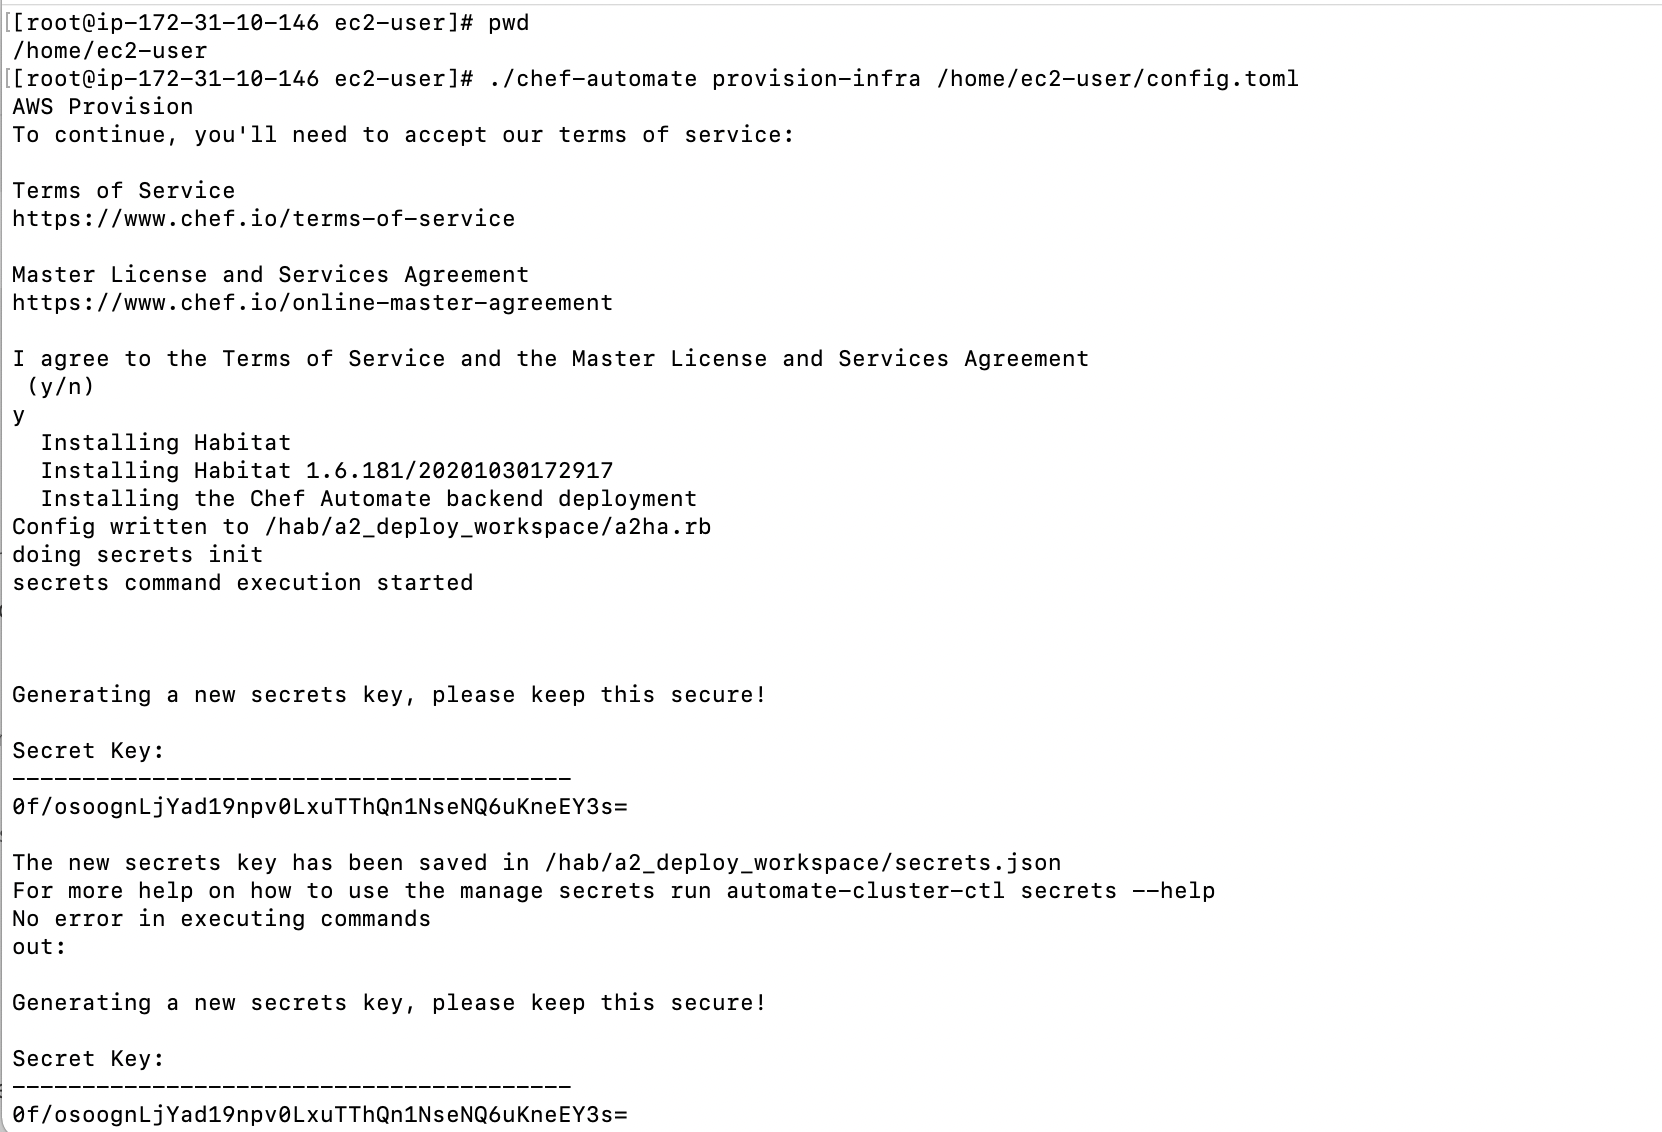 [[root@ip-172-31-10-146 ec2-user]# pwd
/home/ec2-user
[[root@ip-172-31-10-146 ec2-user]# ./chef-automate provision-infra /home/ec2-user/config.toml
AWS Provision
To continue, you'll need to accept our terms of service:
Terms of Service
https://www.chef.io/terms-of-service
Master License and Services Agreement
https://www.chef.io/online-master-agreement
I agree to the Terms of Service and the Master License and Services Agreement
(y/n)
y
Installing Habitat
Installing Habitat 1.6.181/20201030172917
Installing the Chef Automate backend deployment
Config written to /hab/a2_deploy_workspace/a2ha.rb
doing secrets init
secrets command execution started
Generating a new secrets key, please keep this secure!
Secret Key:
----------------------------------------
0f/osoognLjYad19npv0LxuTThQn1NseNQ6uKneEY3s=
The new secrets key has been saved in /hab/a2_deploy_workspace/secrets.json
For more help on how to use the manage secrets run automate-cluster-ctl secrets --help
No error in executing commands
out:
Generating a new secrets key, please keep this secure!
Secret Key:
----------------------------------------
0f/osoognLjYad19npv0LxuTThQn1NseNQ6uKneEY3s=